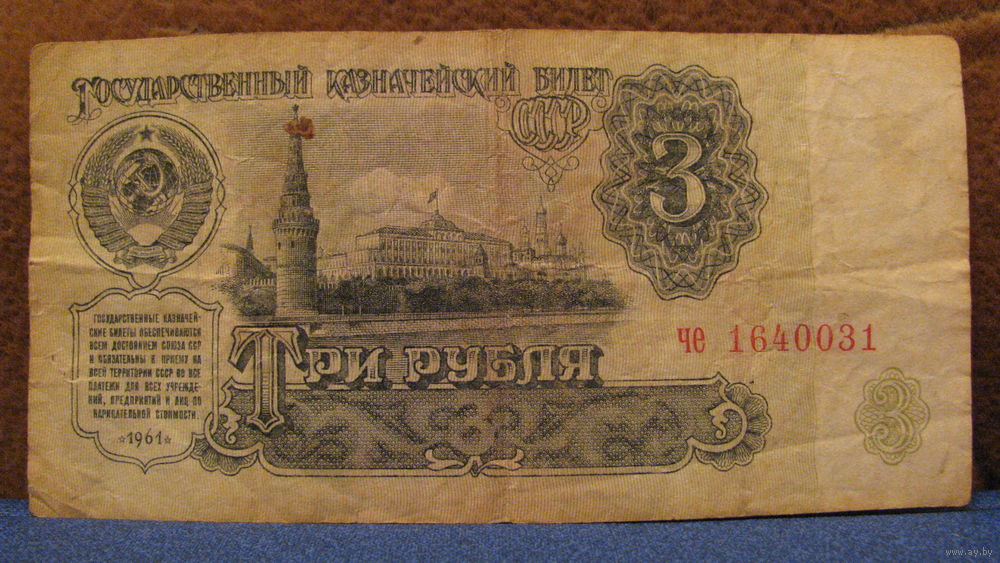 ГОСУДАРСТВЕННЫЙ КАЗНАЧЕЙСКИЙ БИЛЕТ
СССР
3
ГОСУДАРСТВЕННЫЕ КАЗНАЧЕЙ-
СКИЕ БИЛЕТЫ ОБЕСПЕЧИВАЮТСЯ
ВСЕМ ДОСТОЯНИЕМ СОЮЗА ССР
И ОБЯЗАТЕЛЬНЫ К ПРИЕМУ НА
ВСЕЙ ТЕРРИТОРИИ СССР ВО ВСЕ
ПЛАТЕЖИ ДЛЯ ВСЕХ УЧРЕЖДЕ-
НИЙ, ПРЕДПРИЯТИЙ И ЛИЦ ПО
НАРИЦАТЕЛЬНОЙ СТОИМОСТИ.
1961
ТРИ РУБЛЯ
че 1640031
3
www.ay.by